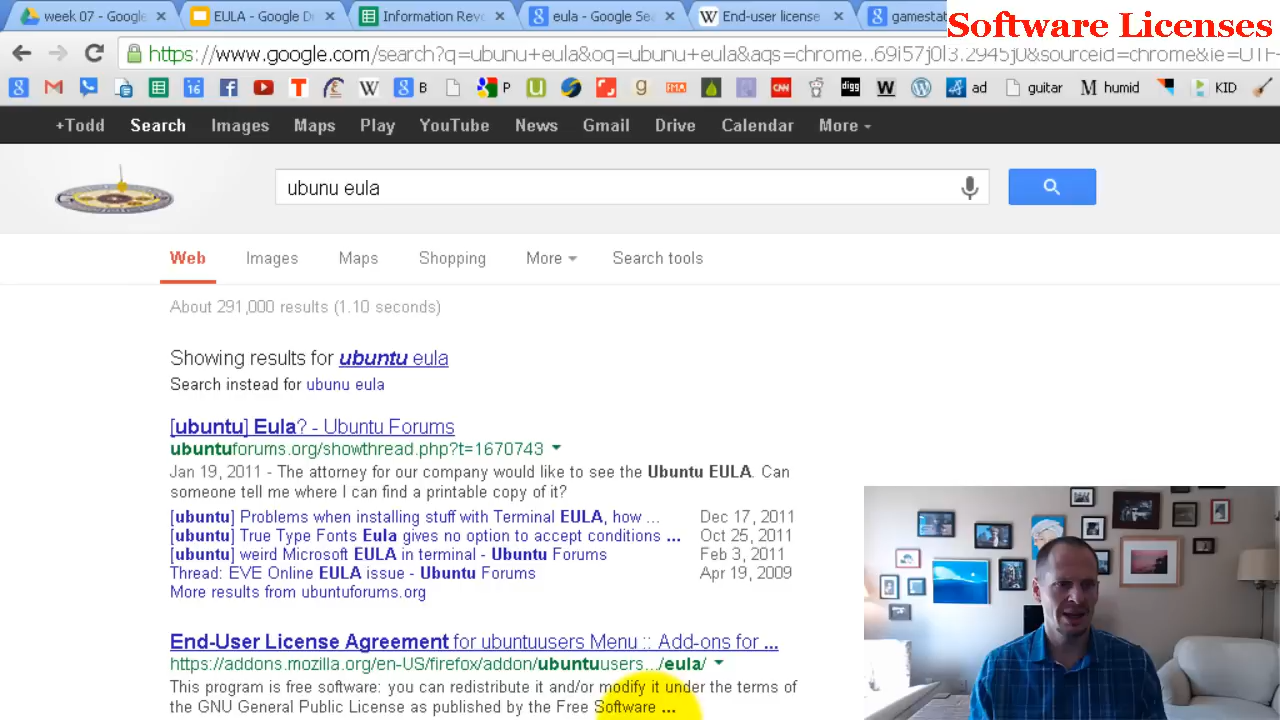 week 07 - Google
EULA - Google D
Information Rev
eula - Google Se
End-user license
gamest
Software Licenses
https://www.google.com/search?q=ubunu+eula&oq=ubunu+eula&aqs=chrome..69i57j0l3.2945j0&sourceid=chrome&ie=UTF-
B
P
CNN
digg
W
ad
guitar
humid
KID
+Todd Search Images Maps Play YouTube News Gmail Drive Calendar More
ubunu eula
Web Images Maps Shopping More Search tools
About 291,000 results (1.10 seconds)
Showing results for ubuntu eula
Search instead for ubunu eula
[ubuntu] Eula? - Ubuntu Forums
ubuntuforums.org/showthread.php?t=1670743
Jan 19, 2011 - The attorney for our company would like to see the Ubuntu EULA. Can
someone tell me where I can find a printable copy of it?
[ubuntu] Problems when installing stuff with Terminal EULA, how ... Dec 17, 2011
[ubuntu] True Type Fonts Eula gives no option to accept conditions ... Oct 25, 2011
[ubuntu] weird Microsoft EULA in terminal - Ubuntu Forums Feb 3, 2011
Thread: EVE Online EULA issue - Ubuntu Forums Apr 19, 2009
More results from ubuntuforums.org
End-User License Agreement for ubuntuusers Menu :: Add-ons for ...
https://addons.mozilla.org/en-US/firefox/addon/ubuntuusers.../eula/
This program is free software: you can redistribute it and/or modify it under the terms of
the GNU General Public License as published by the Free Software ...